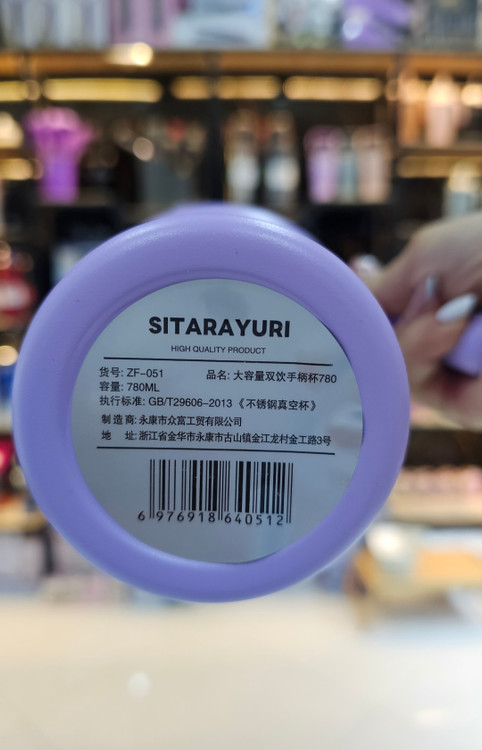 SITARAYURI
HIGH QUALITY PRODUCT
货号: ZF-051 品名: 大容量双饮手柄杯780
容量: 780ML
执行标准: GB/T29606-2013《不锈钢真空杯》
制造商: 永康市众富工贸有限公司
地 址: 浙江省金华市永康市古山镇金江龙村金工路3号
6 976918 640512